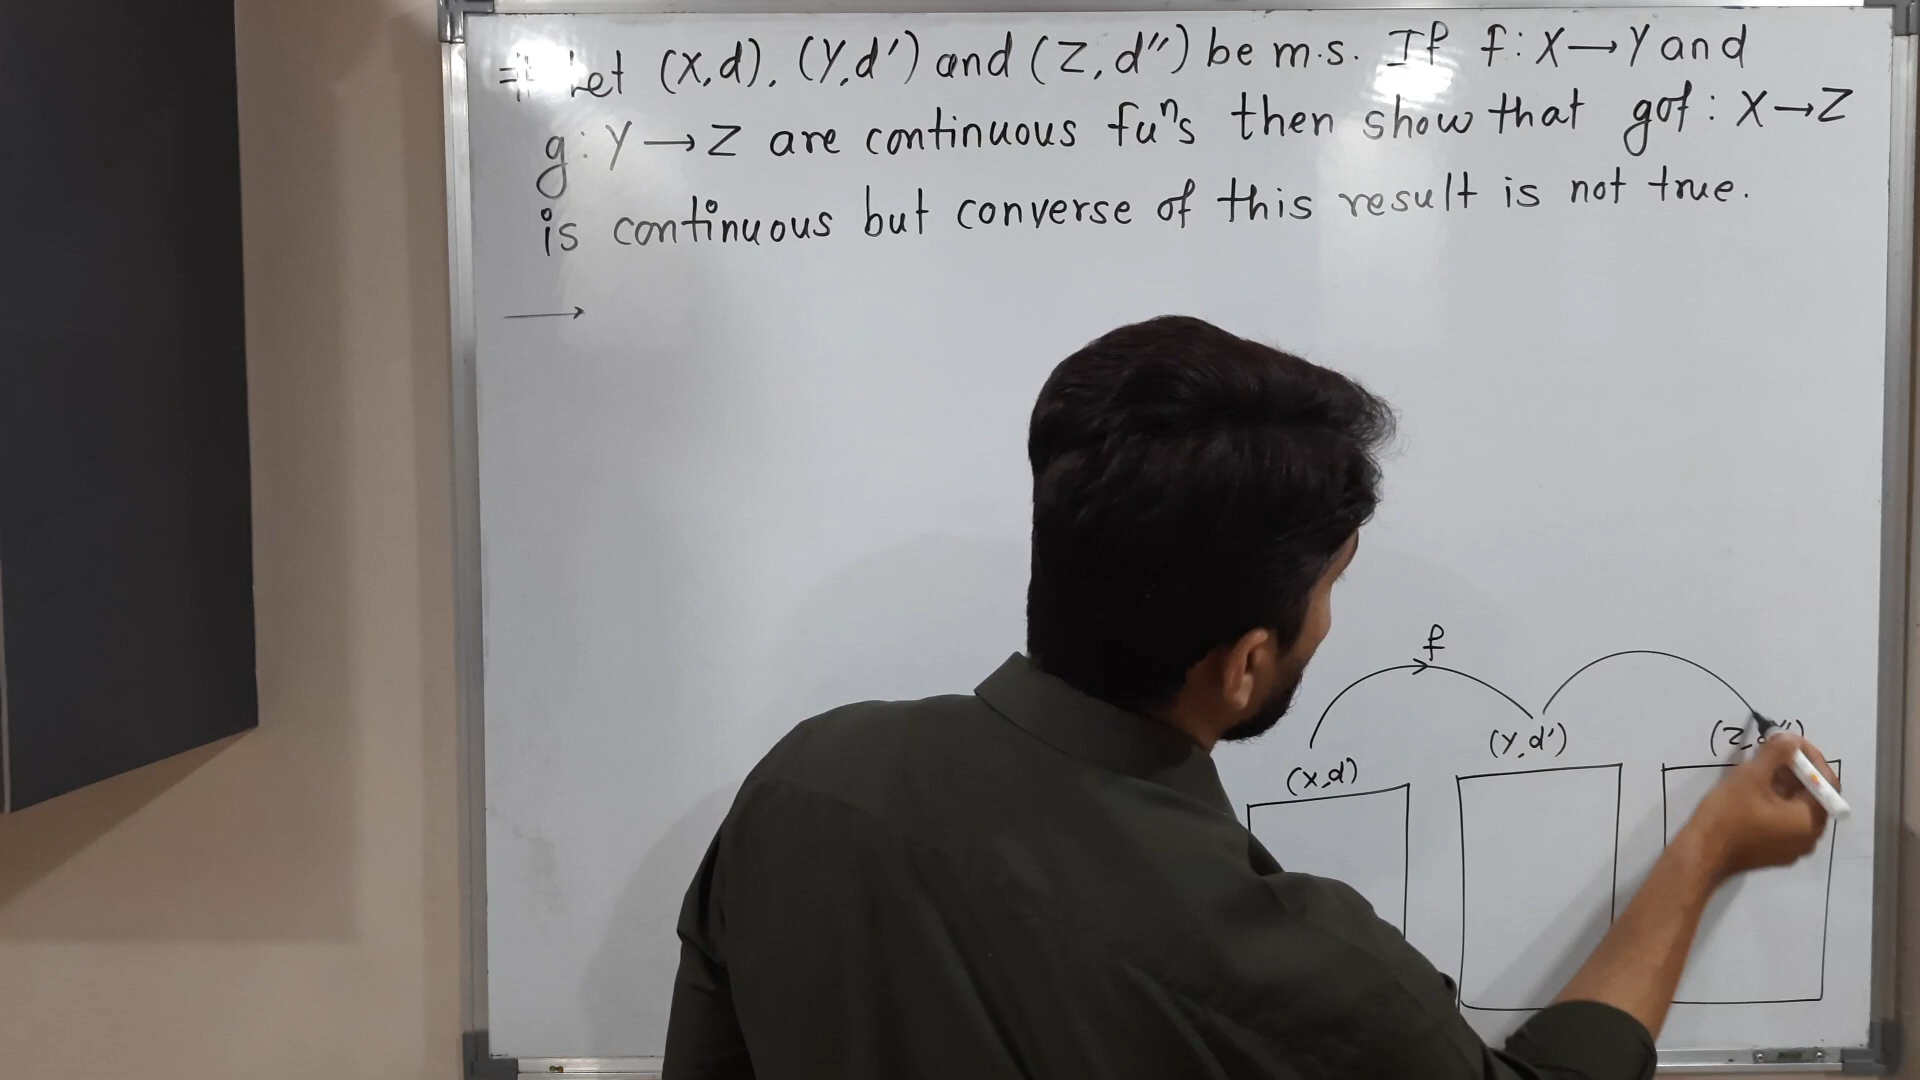 Let (X,d), (Y,d') and (Z,d'') be m.s. If f: X→Y and
g: Y→Z are continuous fuⁿs then show that gof: X→Z
is continuous but converse of this result is not true.
→
f
(X,d) (Y,d')